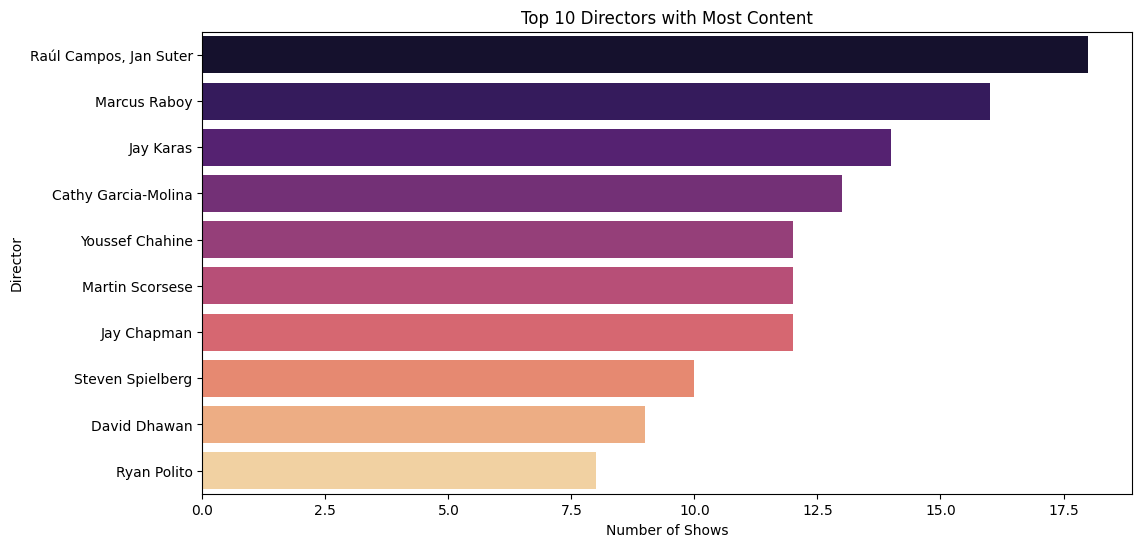 Top 10 Directors with Most Content
Director
Raúl Campos, Jan Suter
Marcus Raboy
Jay Karas
Cathy Garcia-Molina
Youssef Chahine
Martin Scorsese
Jay Chapman
Steven Spielberg
David Dhawan
Ryan Polito
0.0 2.5 5.0 7.5 10.0 12.5 15.0 17.5
Number of Shows